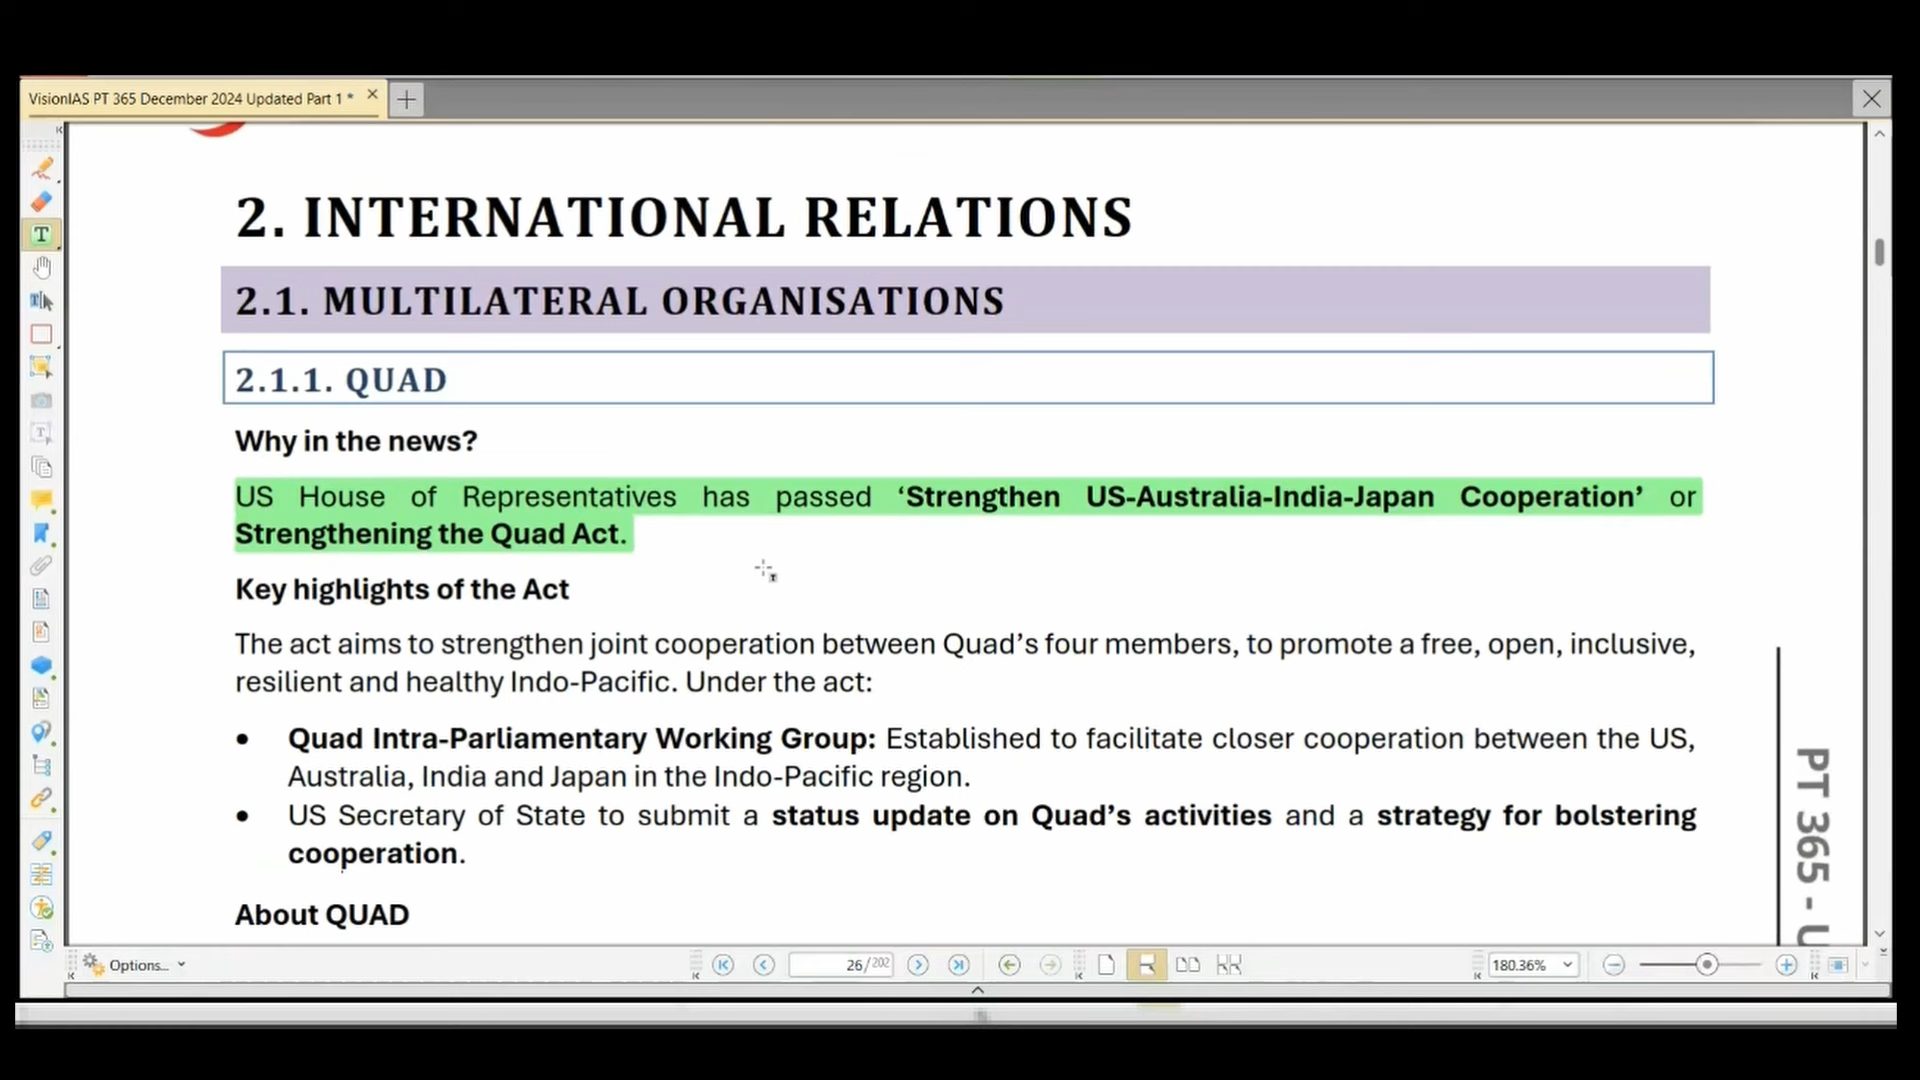 VisionIAS PT 365 December 2024 Updated Part 1 *
2. INTERNATIONAL RELATIONS
2.1. MULTILATERAL ORGANISATIONS
2.1.1. QUAD
Why in the news?
US House of Representatives has passed ‘Strengthen US-Australia-India-Japan Cooperation’ or
Strengthening the Quad Act.
Key highlights of the Act
The act aims to strengthen joint cooperation between Quad’s four members, to promote a free, open, inclusive,
resilient and healthy Indo-Pacific. Under the act:
• Quad Intra-Parliamentary Working Group: Established to facilitate closer cooperation between the US,
Australia, India and Japan in the Indo-Pacific region.
• US Secretary of State to submit a status update on Quad’s activities and a strategy for bolstering
cooperation.
About QUAD
PT 365 - U
Options...
26 / 202
180.36%